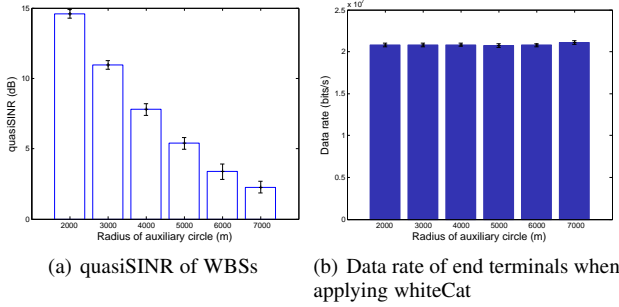 15
10
5
0
quasiSINR (dB)
2000 3000 4000 5000 6000 7000
Radius of auxiliary circle (m)
(a) quasiSINR of WBSs
2.5 x 10^7
2
1.5
1
0.5
0
Data rate (bits/s)
2000 3000 4000 5000 6000 7000
Radius of auxiliary circle (m)
(b) Data rate of end terminals when
applying whiteCat